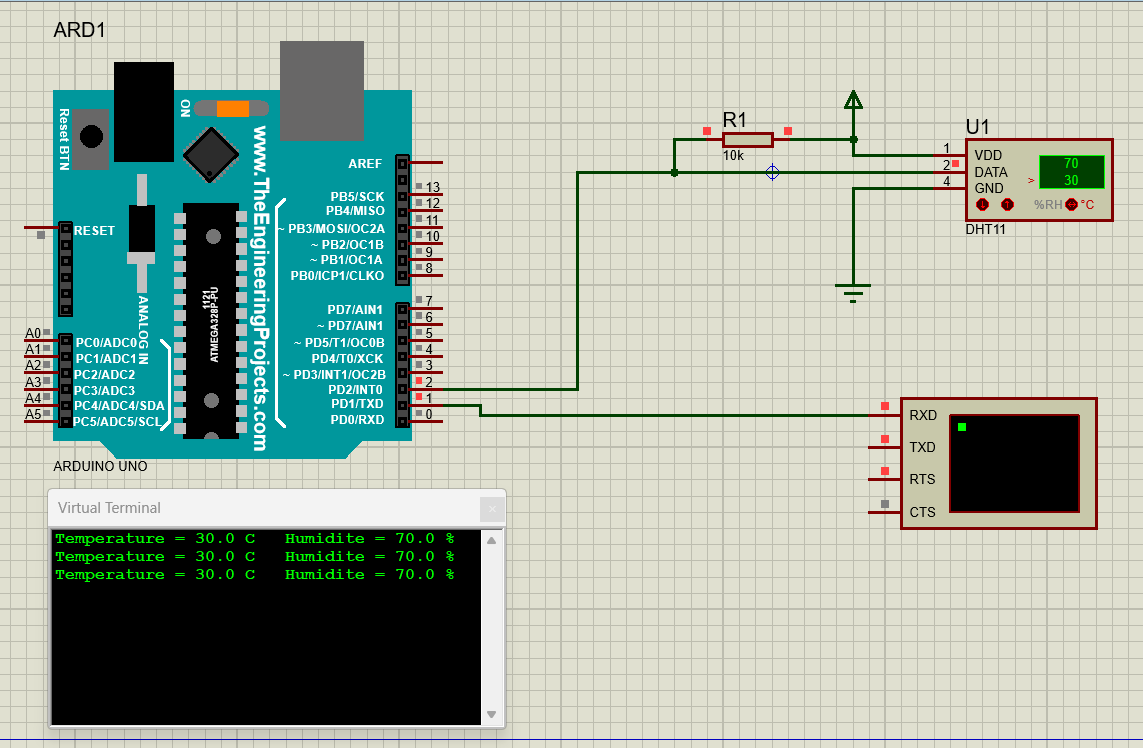 ARD1
Reset BTN
ON
www.TheEngineeringProjects.com
1121
ATMEGA328P-PU
RESET
ANALOG IN
AREF
PB5/SCK 13
PB4/MISO 12
~ PB3/MOSI/OC2A 11
~ PB2/OC1B 10
~ PB1/OC1A 9
PB0/ICP1/CLKO 8
PD7/AIN1 7
~ PD7/AIN1 6
~ PD5/T1/OC0B 5
PD4/T0/XCK 4
~ PD3/INT1/OC2B 3
PD2/INT0 2
PD1/TXD 1
PD0/RXD 0
A0 PC0/ADC0
A1 PC1/ADC1
A2 PC2/ADC2
A3 PC3/ADC3
A4 PC4/ADC4/SDA
A5 PC5/ADC5/SCL
ARDUINO UNO
R1
10k
U1
1 VDD
2 DATA
4 GND
70
> 30
%RH °C
DHT11
RXD
TXD
RTS
CTS
Virtual Terminal
Temperature = 30.0 C Humidite = 70.0 %
Temperature = 30.0 C Humidite = 70.0 %
Temperature = 30.0 C Humidite = 70.0 %